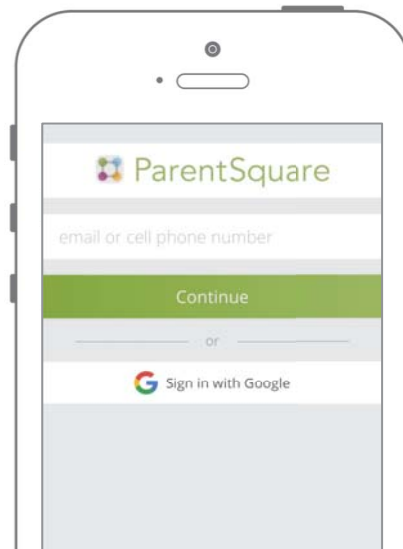 ParentSquare
email or cell phone number
Continue
or
Sign in with Google